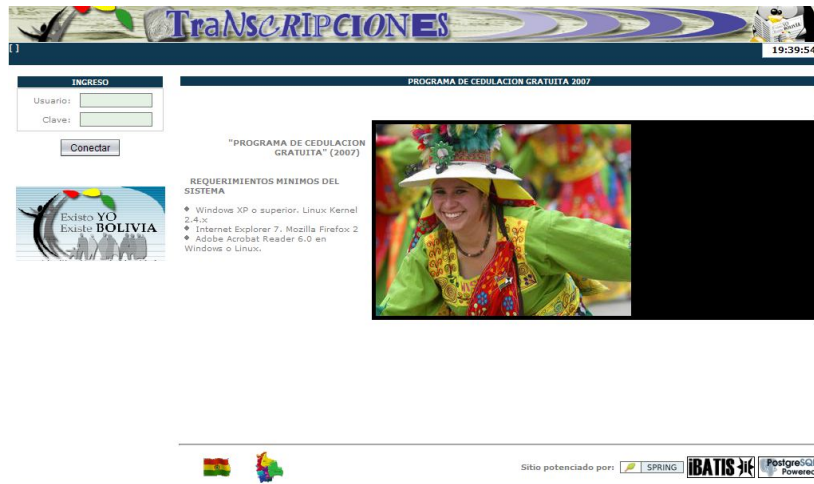 TraNsCRIPCIONES
[ ]
19:39:54
INGRESO
Usuario:
Clave:
Conectar
Existo YO
Existe BOLIVIA
PROGRAMA DE CEDULACION GRATUITA 2007
"PROGRAMA DE CEDULACION
GRATUITA" (2007)
REQUERIMIENTOS MINIMOS DEL
SISTEMA
Windows XP o superior. Linux Kernel
2.4.x
Internet Explorer 7. Mozilla Firefox 2
Adobe Acrobat Reader 6.0 en
Windows o Linux.
Sitio potenciado por:
SPRING
iBATIS
PostgreSQL
Powered